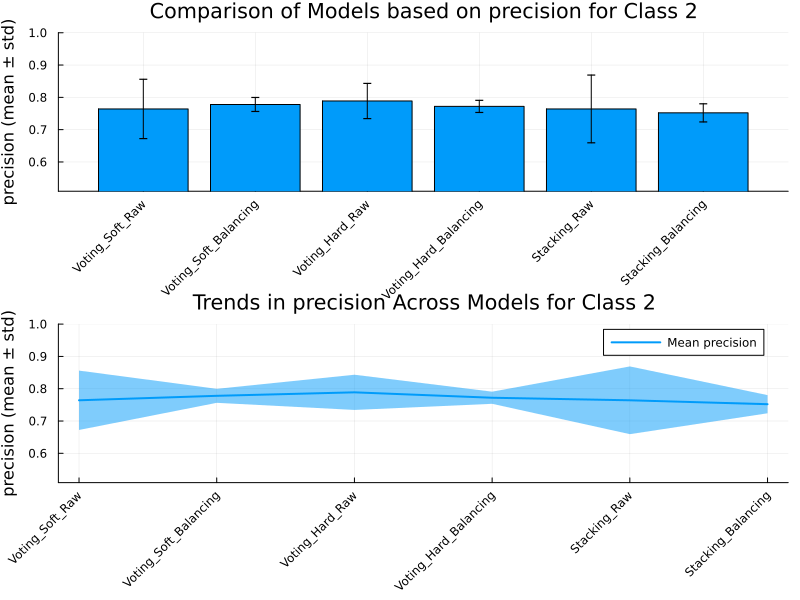 Comparison of Models based on precision for Class 2
precision (mean ± std)
1.0
0.9
0.8
0.7
0.6
Voting_Soft_Raw
Voting_Soft_Balancing
Voting_Hard_Raw
Voting_Hard_Balancing
Stacking_Raw
Stacking_Balancing
Trends in precision Across Models for Class 2
precision (mean ± std)
1.0
0.9
0.8
0.7
0.6
Mean precision
Voting_Soft_Raw
Voting_Soft_Balancing
Voting_Hard_Raw
Voting_Hard_Balancing
Stacking_Raw
Stacking_Balancing